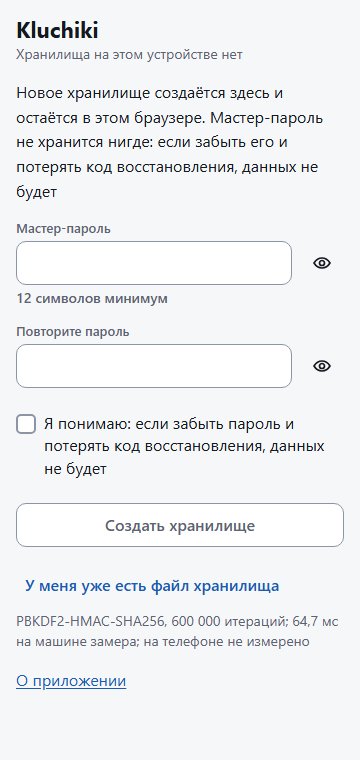 Kluchiki
Хранилища на этом устройстве нет
Новое хранилище создаётся здесь и
остаётся в этом браузере. Мастер-пароль
не хранится нигде: если забыть его и
потерять код восстановления, данных не
будет
Мастер-пароль
12 символов минимум
Повторите пароль
Я понимаю: если забыть пароль и
потерять код восстановления, данных
не будет
Создать хранилище
У меня уже есть файл хранилища
PBKDF2-HMAC-SHA256, 600 000 итераций; 64,7 мс
на машине замера; на телефоне не измерено
О приложении